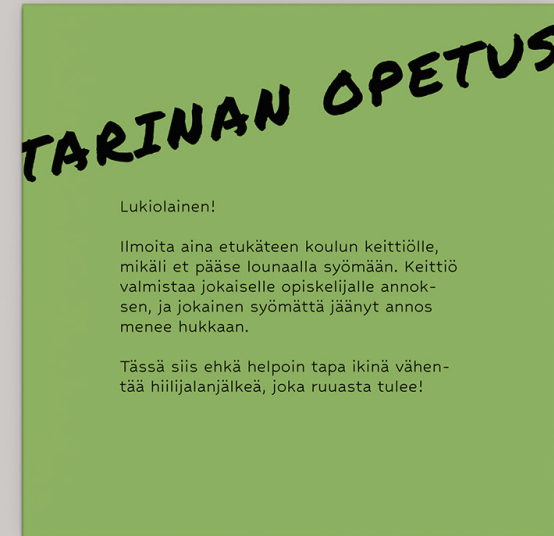 TARINAN OPETUS
Lukiolainen!
Ilmoita aina etukäteen koulun keittiölle,
mikäli et pääse lounaalla syömään. Keittiö
valmistaa jokaiselle opiskelijalle annok-
sen, ja jokainen syömättä jäänyt annos
menee hukkaan.
Tässä siis ehkä helpoin tapa ikinä vähen-
tää hiilijalanjälkeä, joka ruuasta tulee!